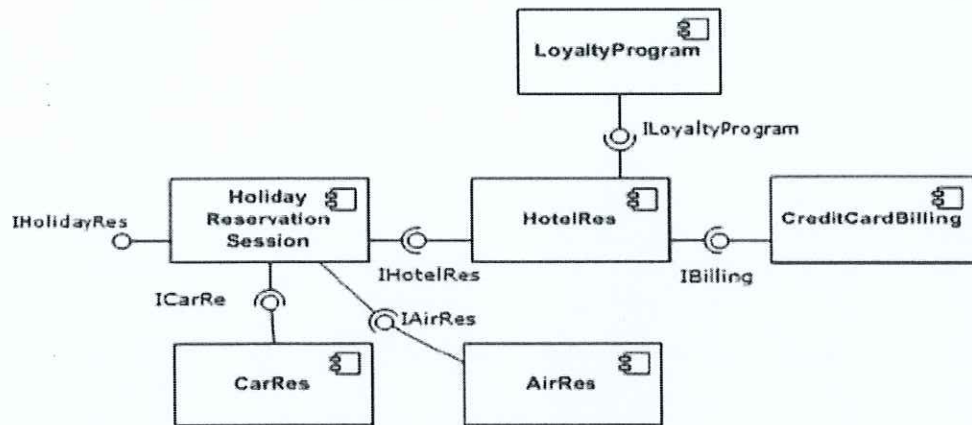 LoyaltyProgram
ILoyaltyProgram
Holiday
Reservation
Session
HotelRes
CreditCardBilling
IHolidayRes
IHotelRes
IBilling
ICarRe
IAirRes
CarRes
AirRes